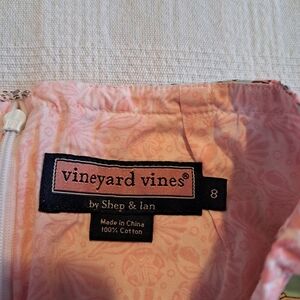 vineyard vines®
8
by Shep & Ian
Made in China
100% Cotton